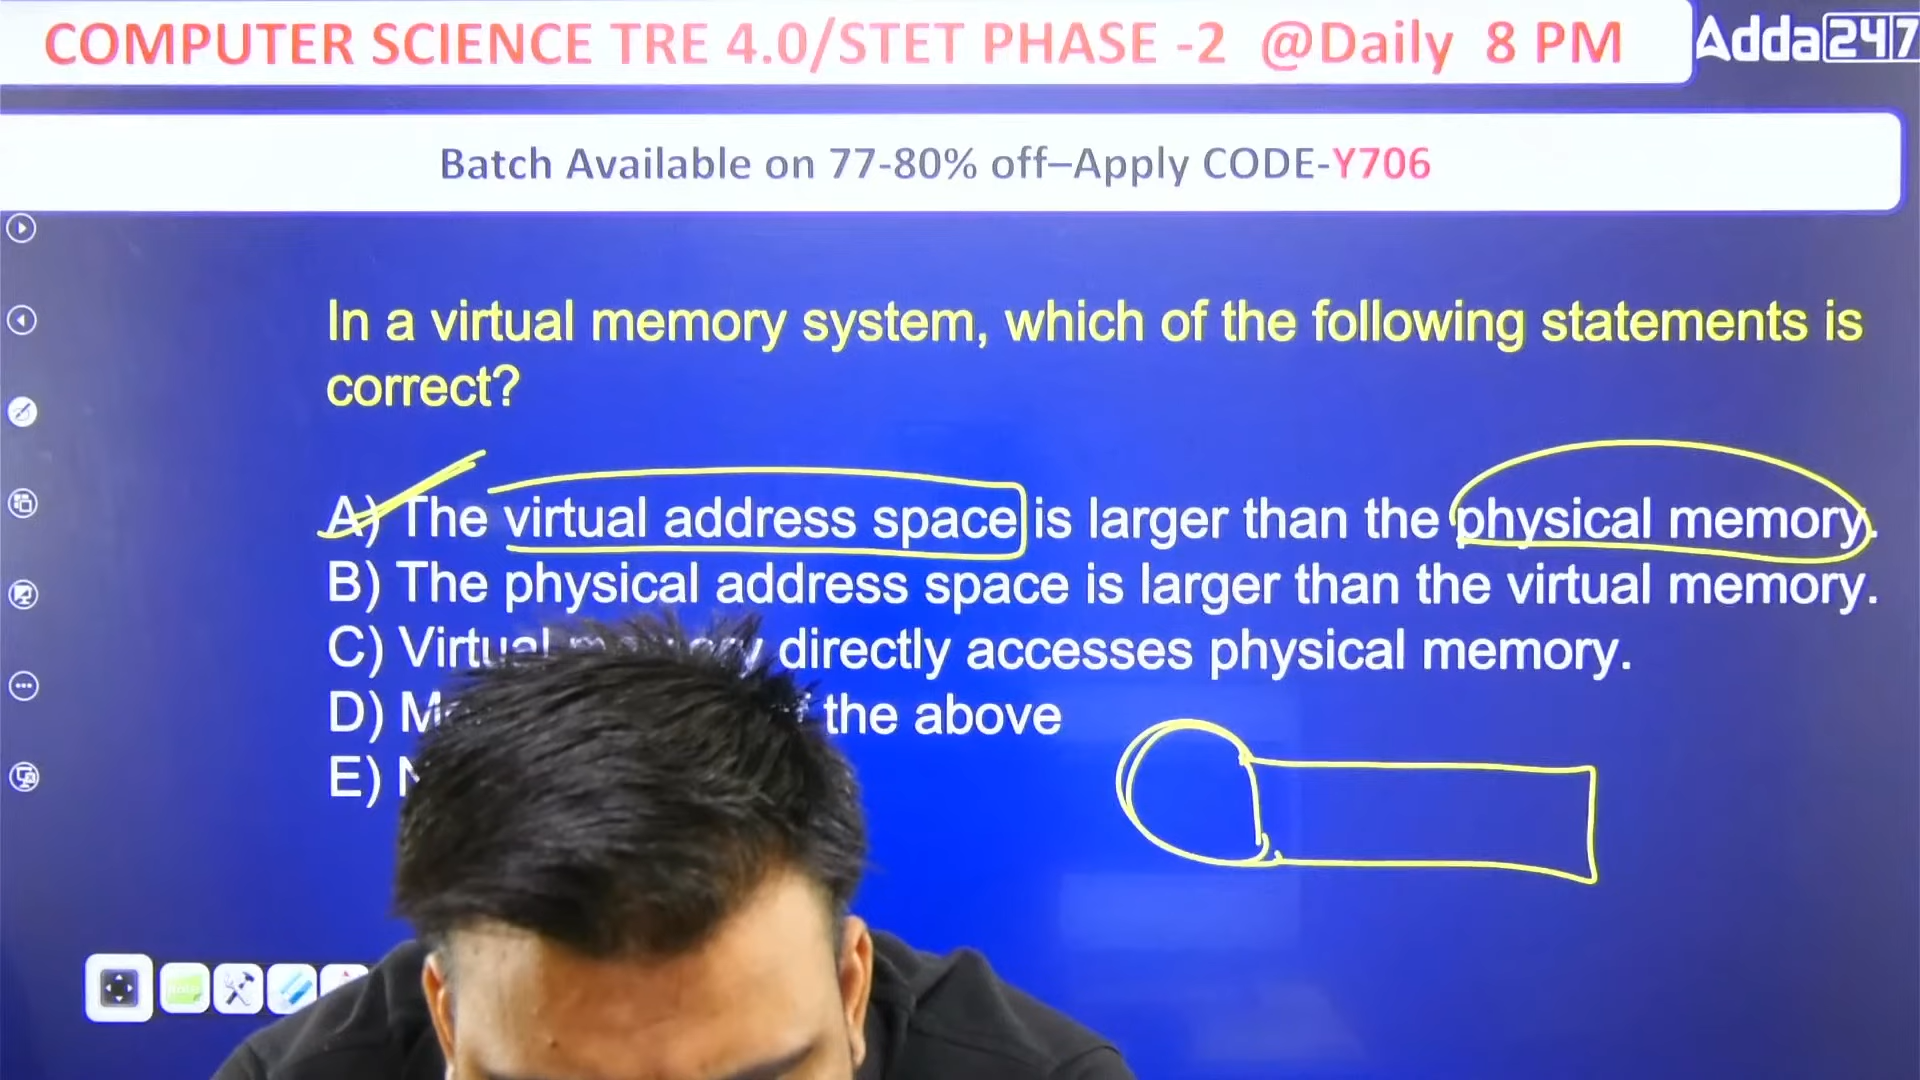 COMPUTER SCIENCE TRE 4.0/STET PHASE -2 @Daily 8 PM
Adda247
Batch Available on 77-80% off–Apply CODE-Y706
In a virtual memory system, which of the following statements is
correct?
A) The virtual address space is larger than the physical memory.
B) The physical address space is larger than the virtual memory.
C) Virtual directly accesses physical memory.
D) the above
E)